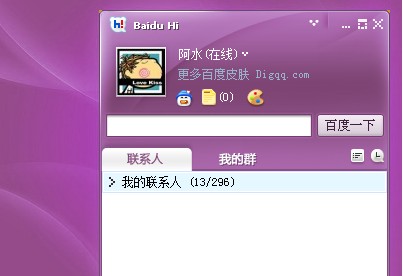 Baidu Hi
阿水(在线)
更多百度皮肤 Digqq.com
Love Kiss
(0)
百度一下
联系人 我的群
我的联系人 (13/296)